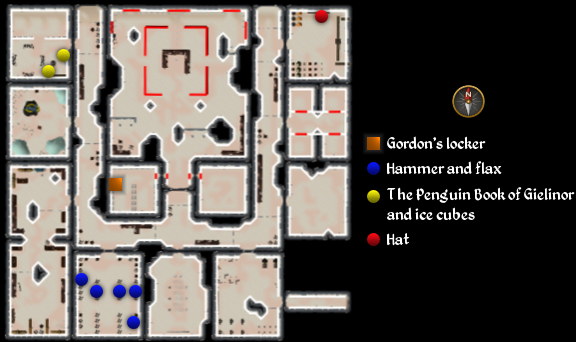 N
Gordon's locker
Hammer and flax
The Penguin Book of Gielinor
and ice cubes
Hat